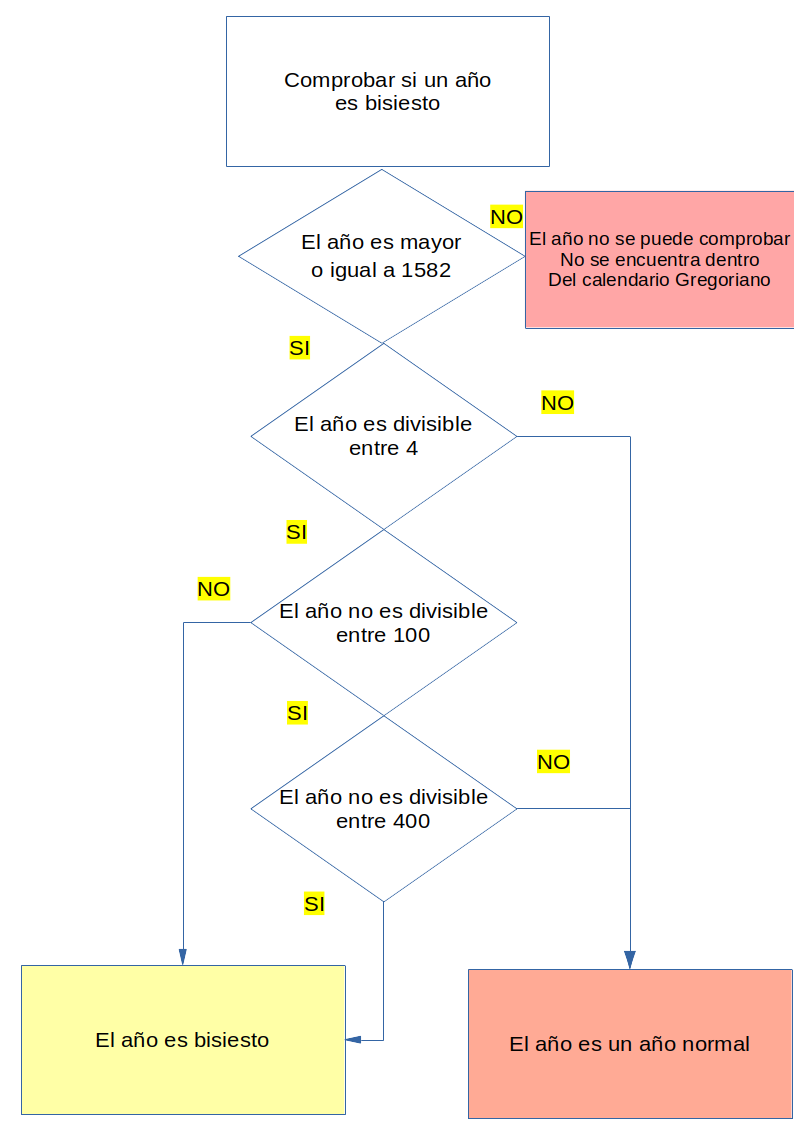 Comprobar si un año
es bisiesto
NO
El año es mayor
o igual a 1582
El año no se puede comprobar
No se encuentra dentro
Del calendario Gregoriano
SI
NO
El año es divisible
entre 4
SI
NO
El año no es divisible
entre 100
SI
NO
El año no es divisible
entre 400
SI
El año es bisiesto
El año es un año normal